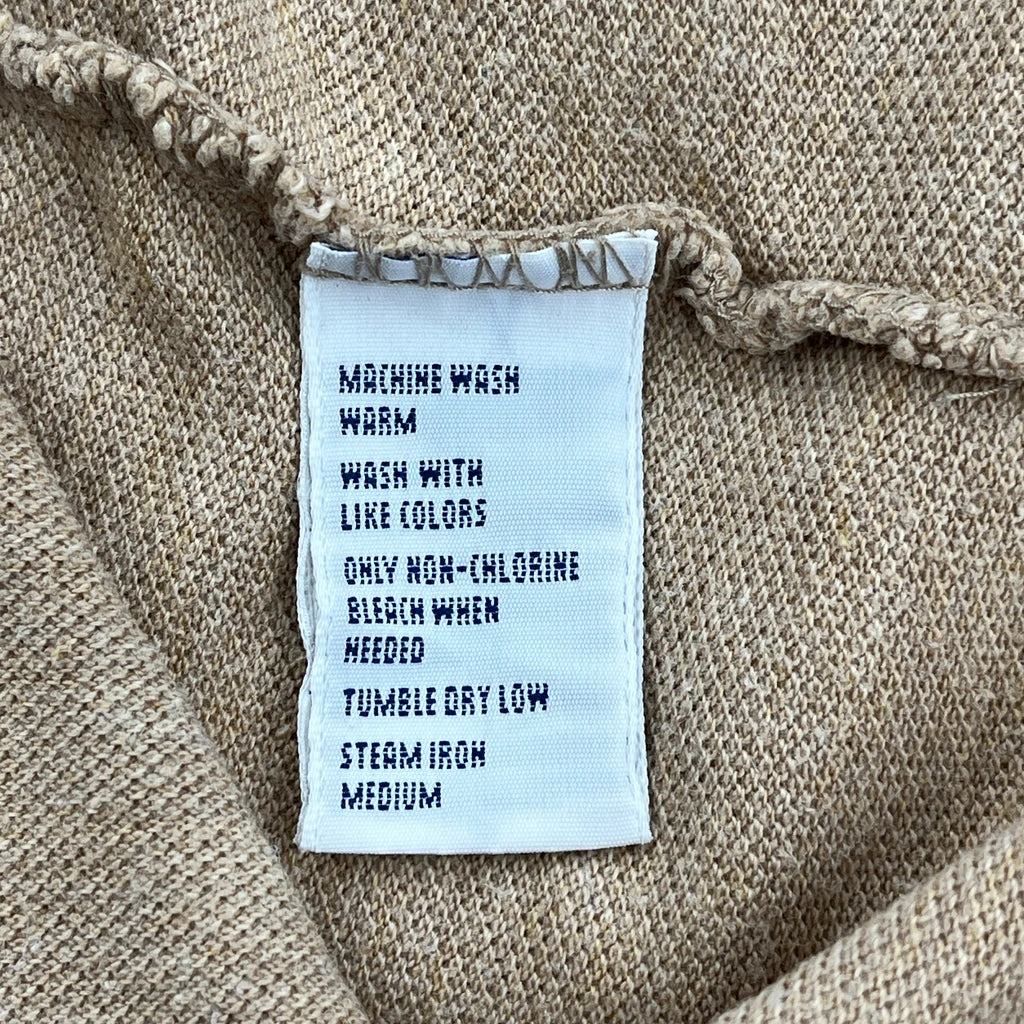 MACHINE WASH
WARM
WASH WITH
LIKE COLORS
ONLY NON-CHLORINE
BLEACH WHEN
NEEDED
TUMBLE DRY LOW
STEAM IRON
MEDIUM